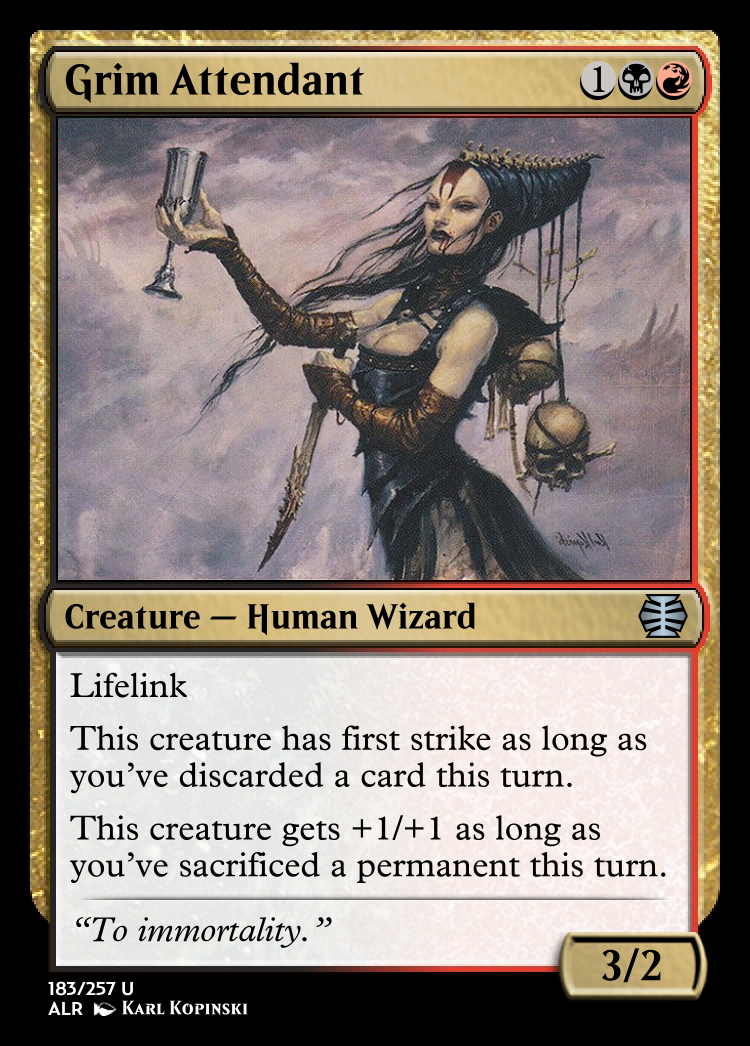 Grim Attendant 1
Creature — Human Wizard
Lifelink
This creature has first strike as long as
you've discarded a card this turn.
This creature gets +1/+1 as long as
you've sacrificed a permanent this turn.
“To immortality.”
3/2
183/257 U
ALR Karl Kopinski